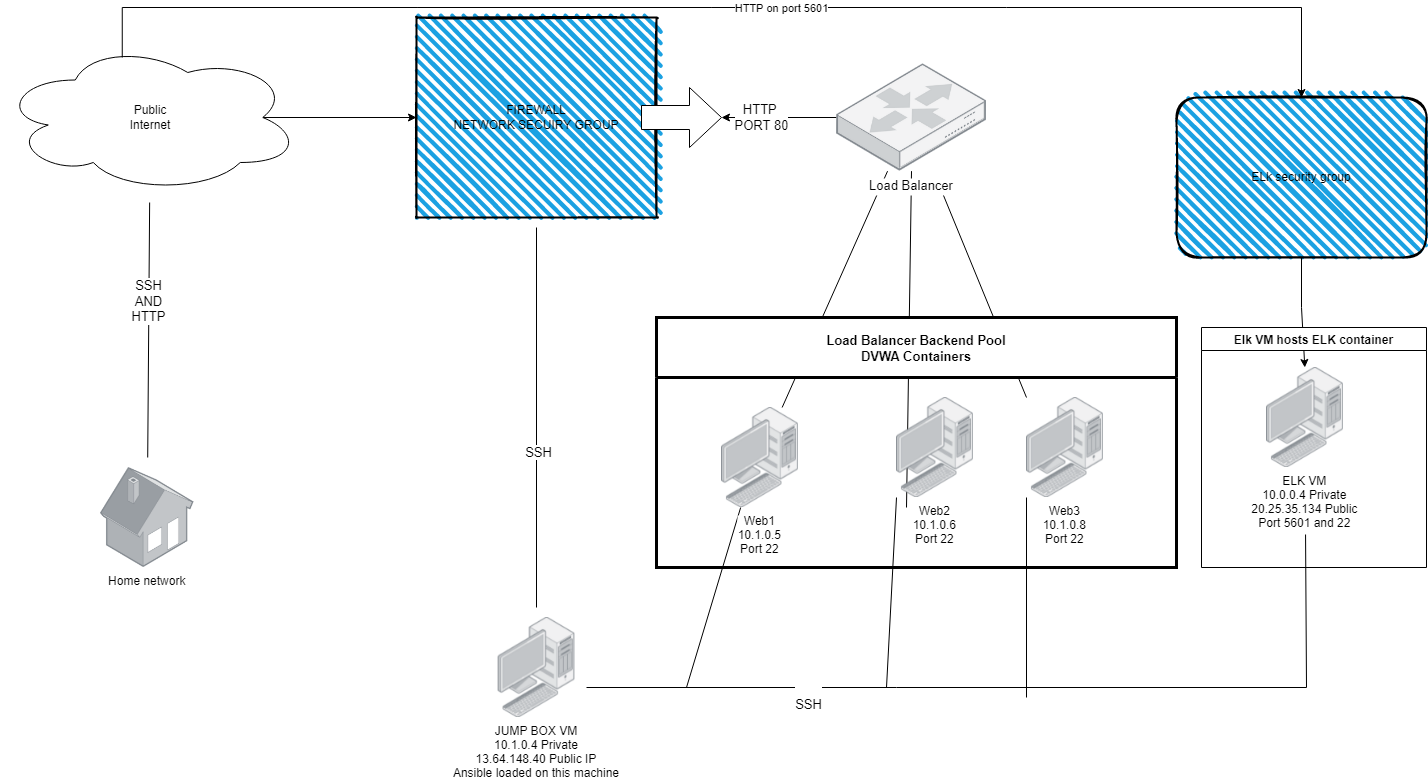 HTTP on port 5601
Public
Internet
FIREWALL
NETWORK SECUIRY GROUP
HTTP
PORT 80
Load Balancer
ELk security group
SSH
AND
HTTP
Load Balancer Backend Pool
DVWA Containers
Elk VM hosts ELK container
SSH
Web1
10.1.0.5
Port 22
Web2
10.1.0.6
Port 22
Web3
10.1.0.8
Port 22
ELK VM
10.0.0.4 Private
20.25.35.134 Public
Port 5601 and 22
Home network
SSH
JUMP BOX VM
10.1.0.4 Private
13.64.148.40 Public IP
Ansible loaded on this machine